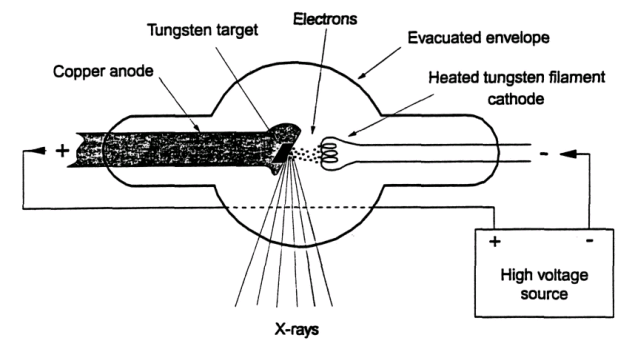 Electrons
Tungsten target
Evacuated envelope
Copper anode
Heated tungsten filament
cathode
+
-
+ -
High voltage
source
X-rays